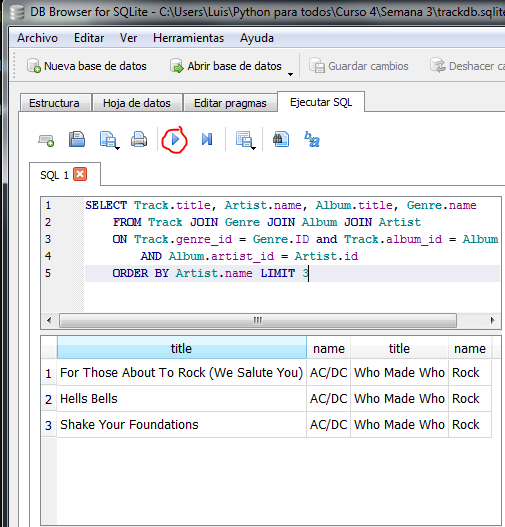 DB Browser for SQLite - C:\Users\Luis\Python para todos\Curso 4\Semana 3\trackdb.sqlite
Archivo Editar Ver Herramientas Ayuda
Nueva base de datos Abrir base de datos Guardar cambios Deshacer ca
Estructura Hoja de datos Editar pragmas Ejecutar SQL
SQL 1
1 SELECT Track.title, Artist.name, Album.title, Genre.name
2 FROM Track JOIN Genre JOIN Album JOIN Artist
3 ON Track.genre_id = Genre.ID and Track.album_id = Album
4 AND Album.artist_id = Artist.id
5 ORDER BY Artist.name LIMIT 3
title name title name
1 For Those About To Rock (We Salute You) AC/DC Who Made Who Rock
2 Hells Bells AC/DC Who Made Who Rock
3 Shake Your Foundations AC/DC Who Made Who Rock